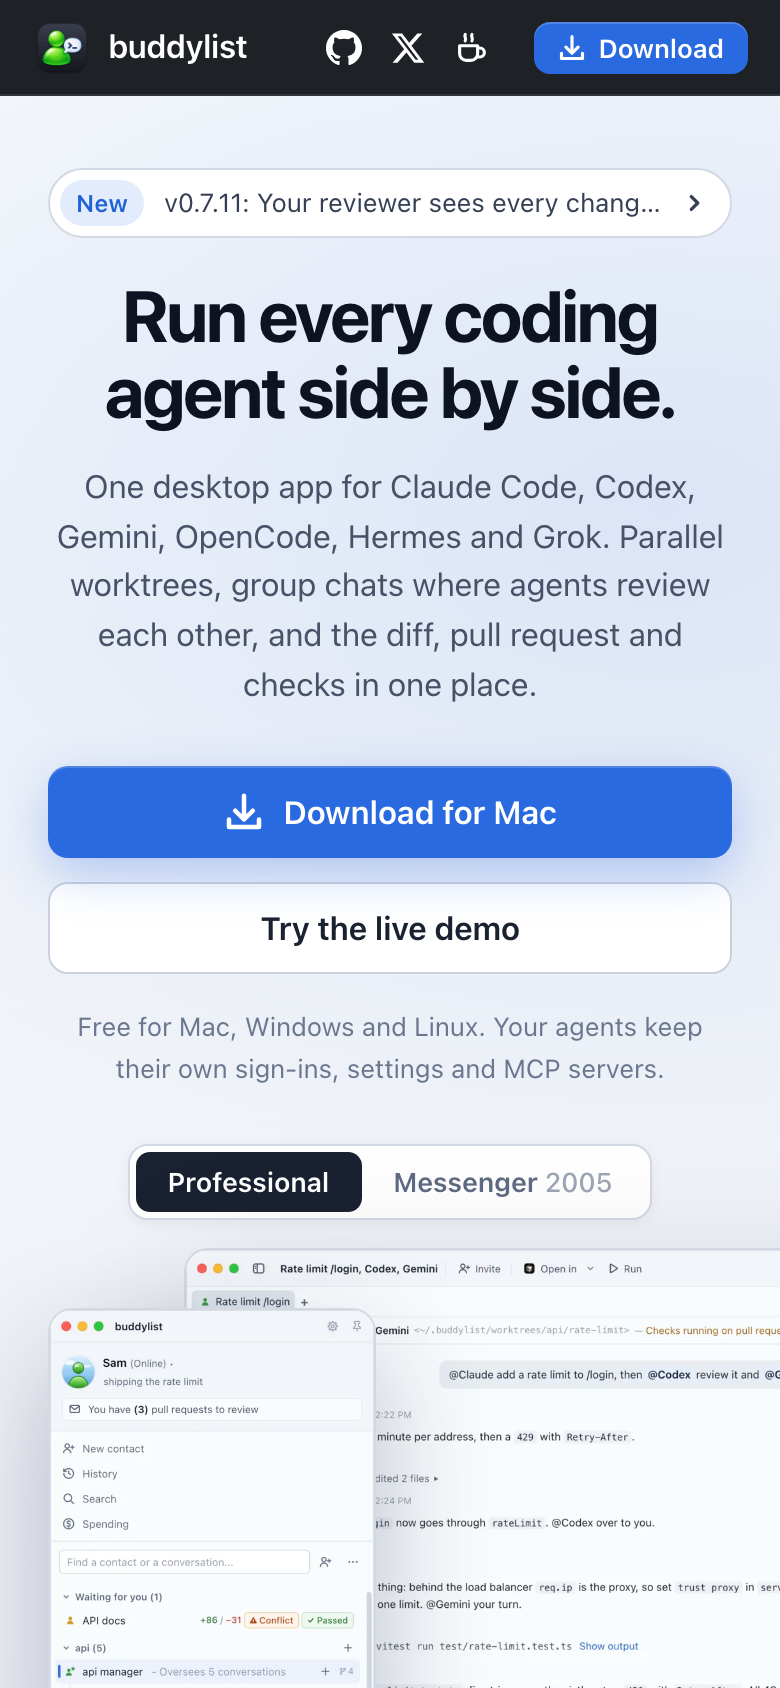 buddylist
Download
New v0.7.11: Your reviewer sees every chang...
Run every coding
agent side by side.
One desktop app for Claude Code, Codex,
Gemini, OpenCode, Hermes and Grok. Parallel
worktrees, group chats where agents review
each other, and the diff, pull request and
checks in one place.
Download for Mac
Try the live demo
Free for Mac, Windows and Linux. Your agents keep
their own sign-ins, settings and MCP servers.
Professional Messenger 2005
Rate limit /login, Codex, Gemini Invite Open in Run
Rate limit /login +
buddylist
Gemini <~/.buddylist/worktrees/api/rate-limit> — Checks running on pull reque
Sam (Online)
shipping the rate limit
@Claude add a rate limit to /login, then @Codex review it and @G
You have (3) pull requests to review
2:22 PM
minute per address, then a 429 with Retry-After.
New contact
History
dited 2 files
Search
2:24 PM
gin now goes through rateLimit. @Codex over to you.
Spending
Find a contact or a conversation...
thing: behind the load balancer req.ip is the proxy, so set trust proxy in serv
Waiting for you (1)
one limit. @Gemini your turn.
API docs +86 / −31 Conflict Passed
api (5) +
vitest run test/rate-limit.test.ts Show output
api manager - Oversees 5 conversations + 4